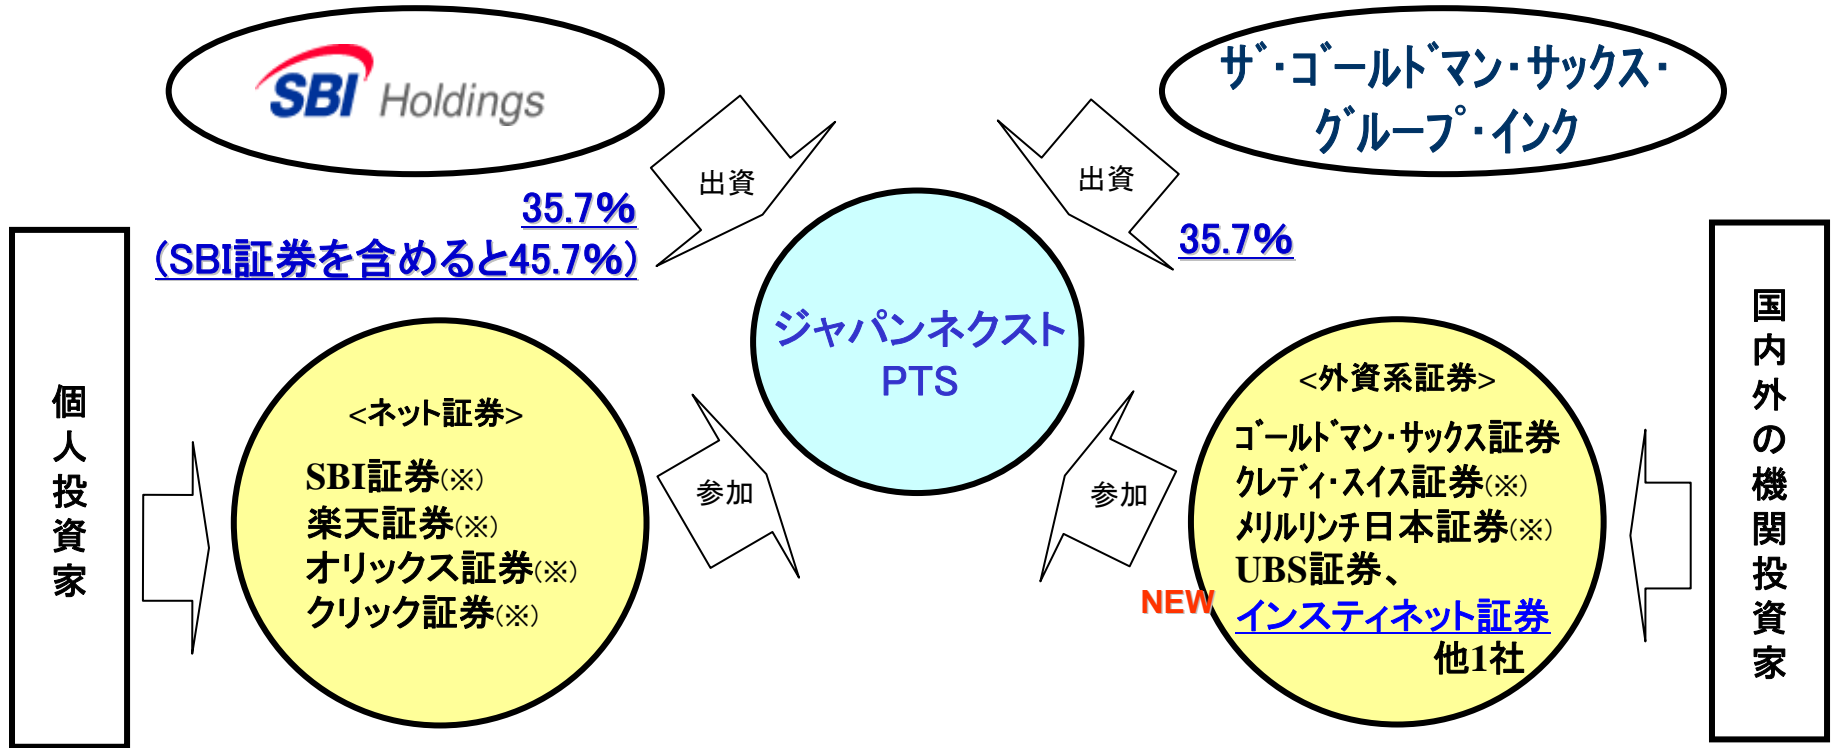 SBI Holdings
ｻﾞ･ｺﾞｰﾙﾄﾞﾏﾝ･ｻｯｸｽ･
ｸﾞﾙｰﾌﾟ･ｲﾝｸ
出資
出資
35.7%
(SBI証券を含めると45.7%)
35.7%
個人投資家
<ネット証券>
SBI証券(※)
楽天証券(※)
オリックス証券(※)
クリック証券(※)
参加
ジャパンネクスト
PTS
参加
<外資系証券>
ｺﾞｰﾙﾄﾞﾏﾝ･ｻｯｸｽ証券
ｸﾚﾃﾞｨ･ｽｲｽ証券(※)
ﾒﾘﾙﾘﾝﾁ日本証券(※)
UBS証券、
NEW
インスティネット証券
他1社
国内外の機関投資家